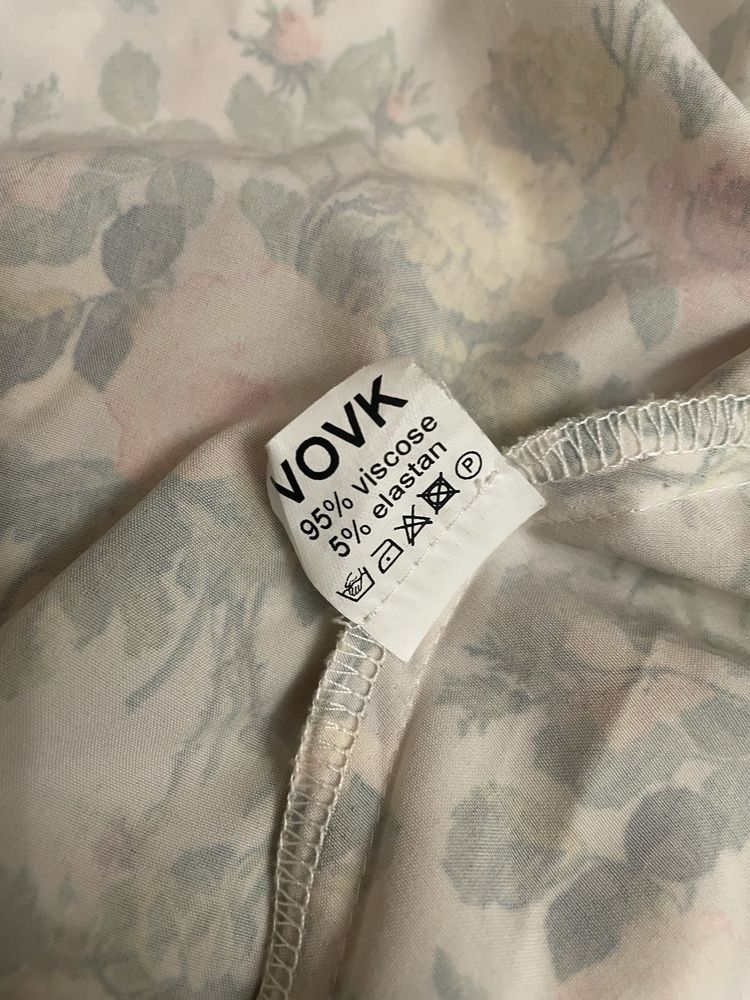 VOVK
95% viscose
5% elastan
P